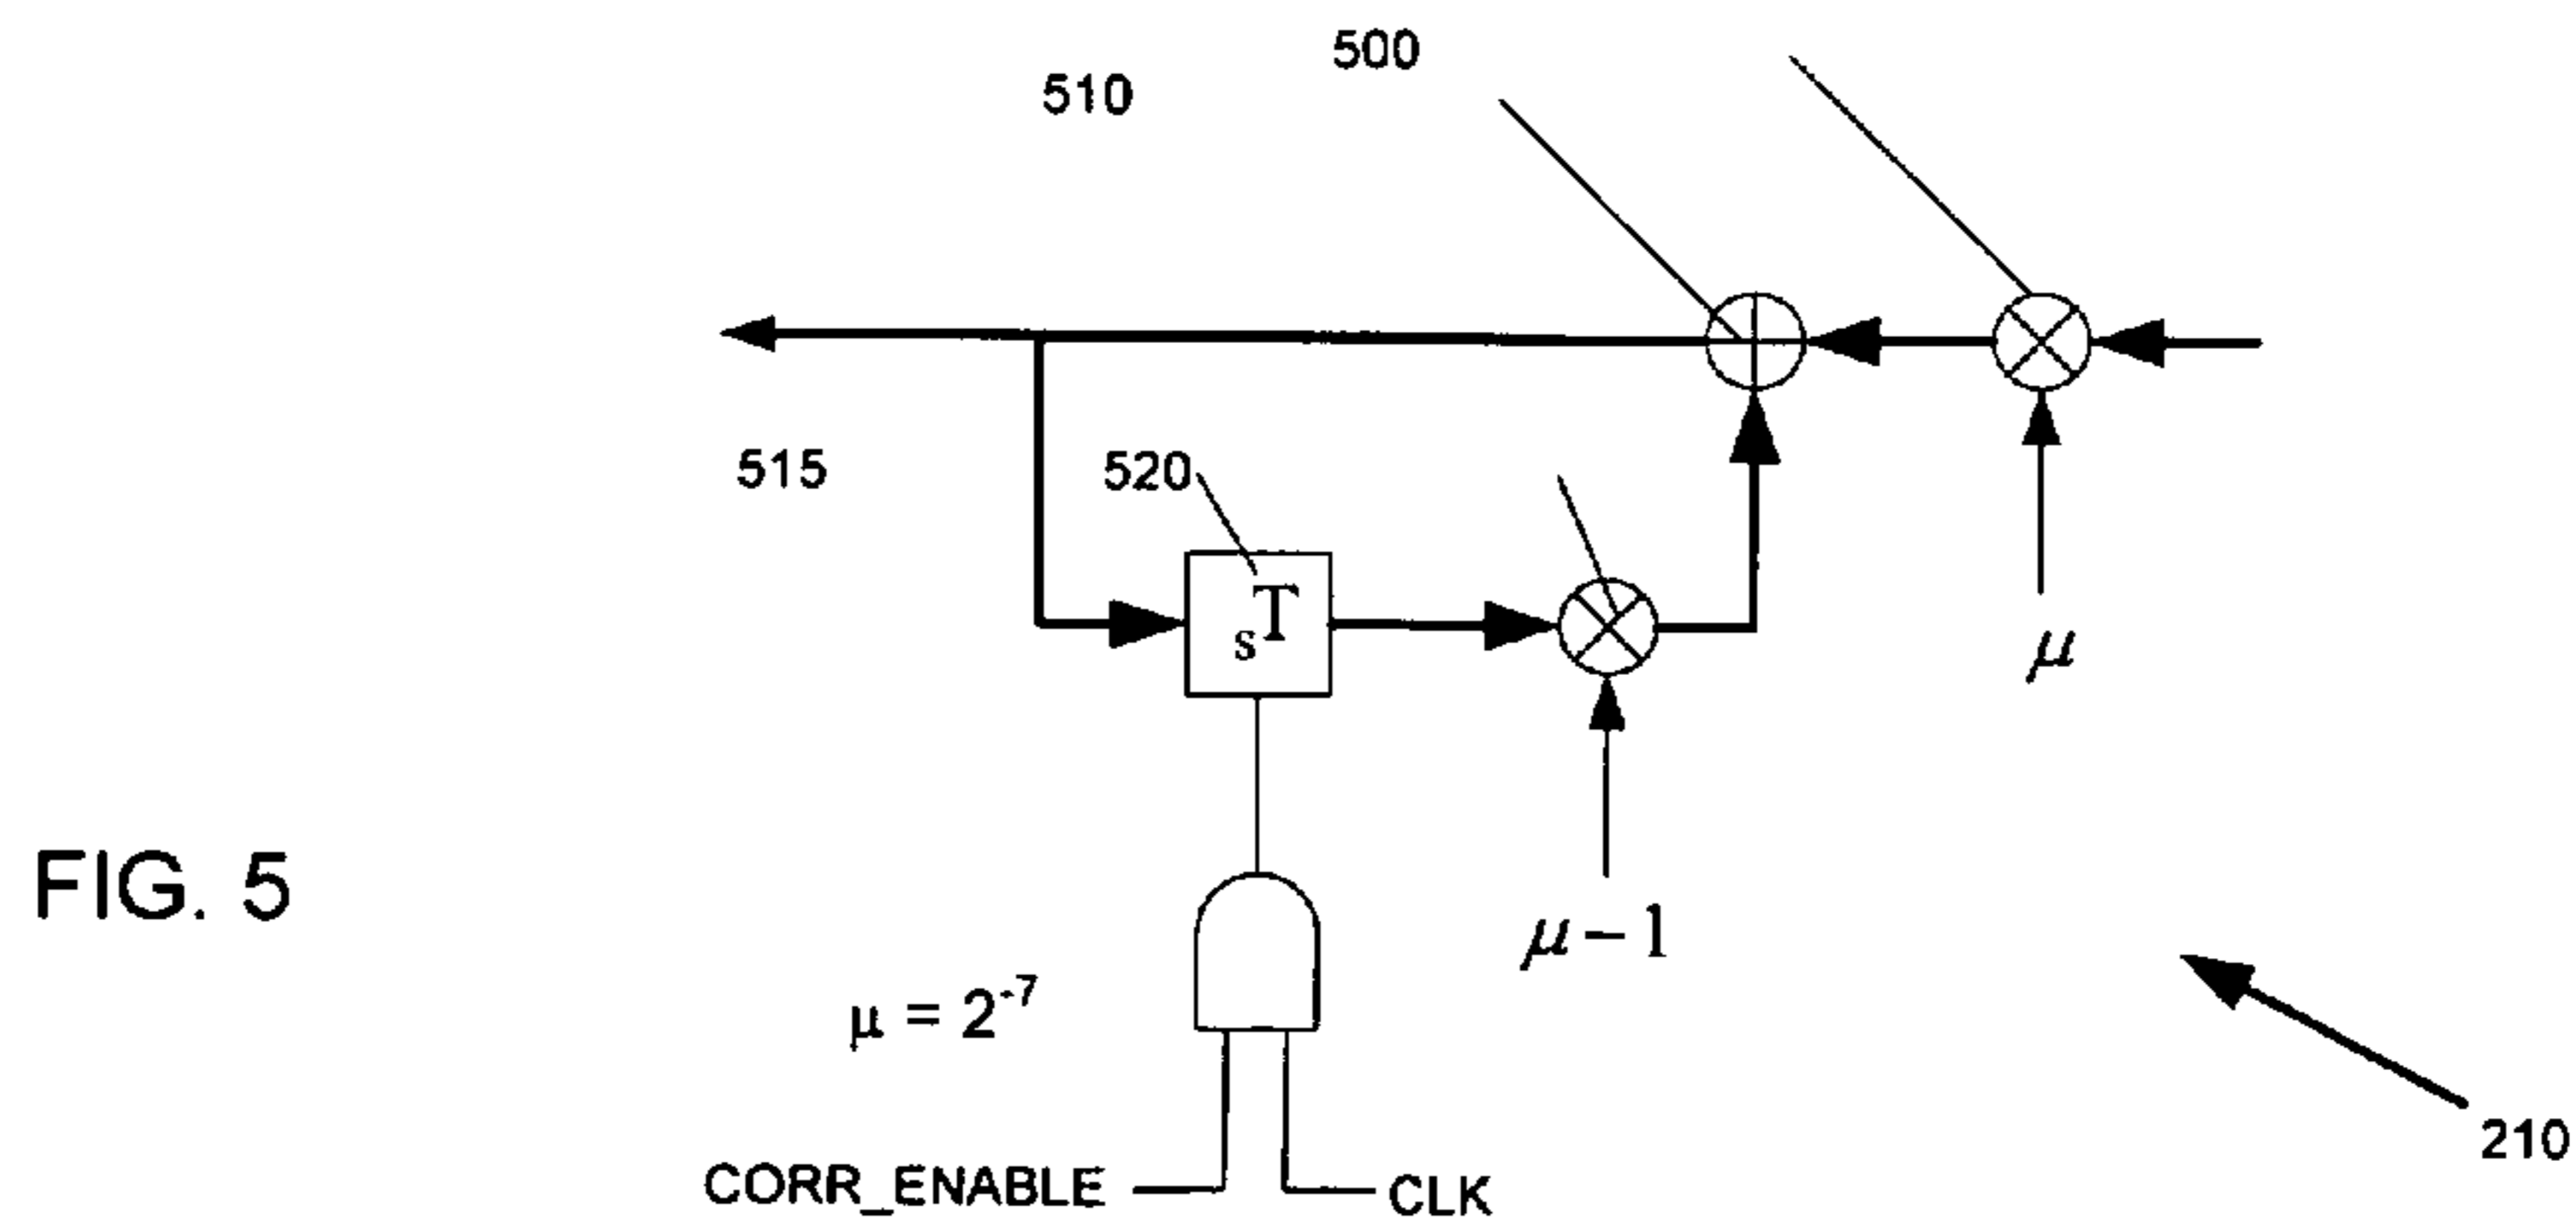 500
510
515
520
sT
μ
μ − 1
FIG. 5
μ = 2⁻⁷
210
CORR_ENABLE
CLK